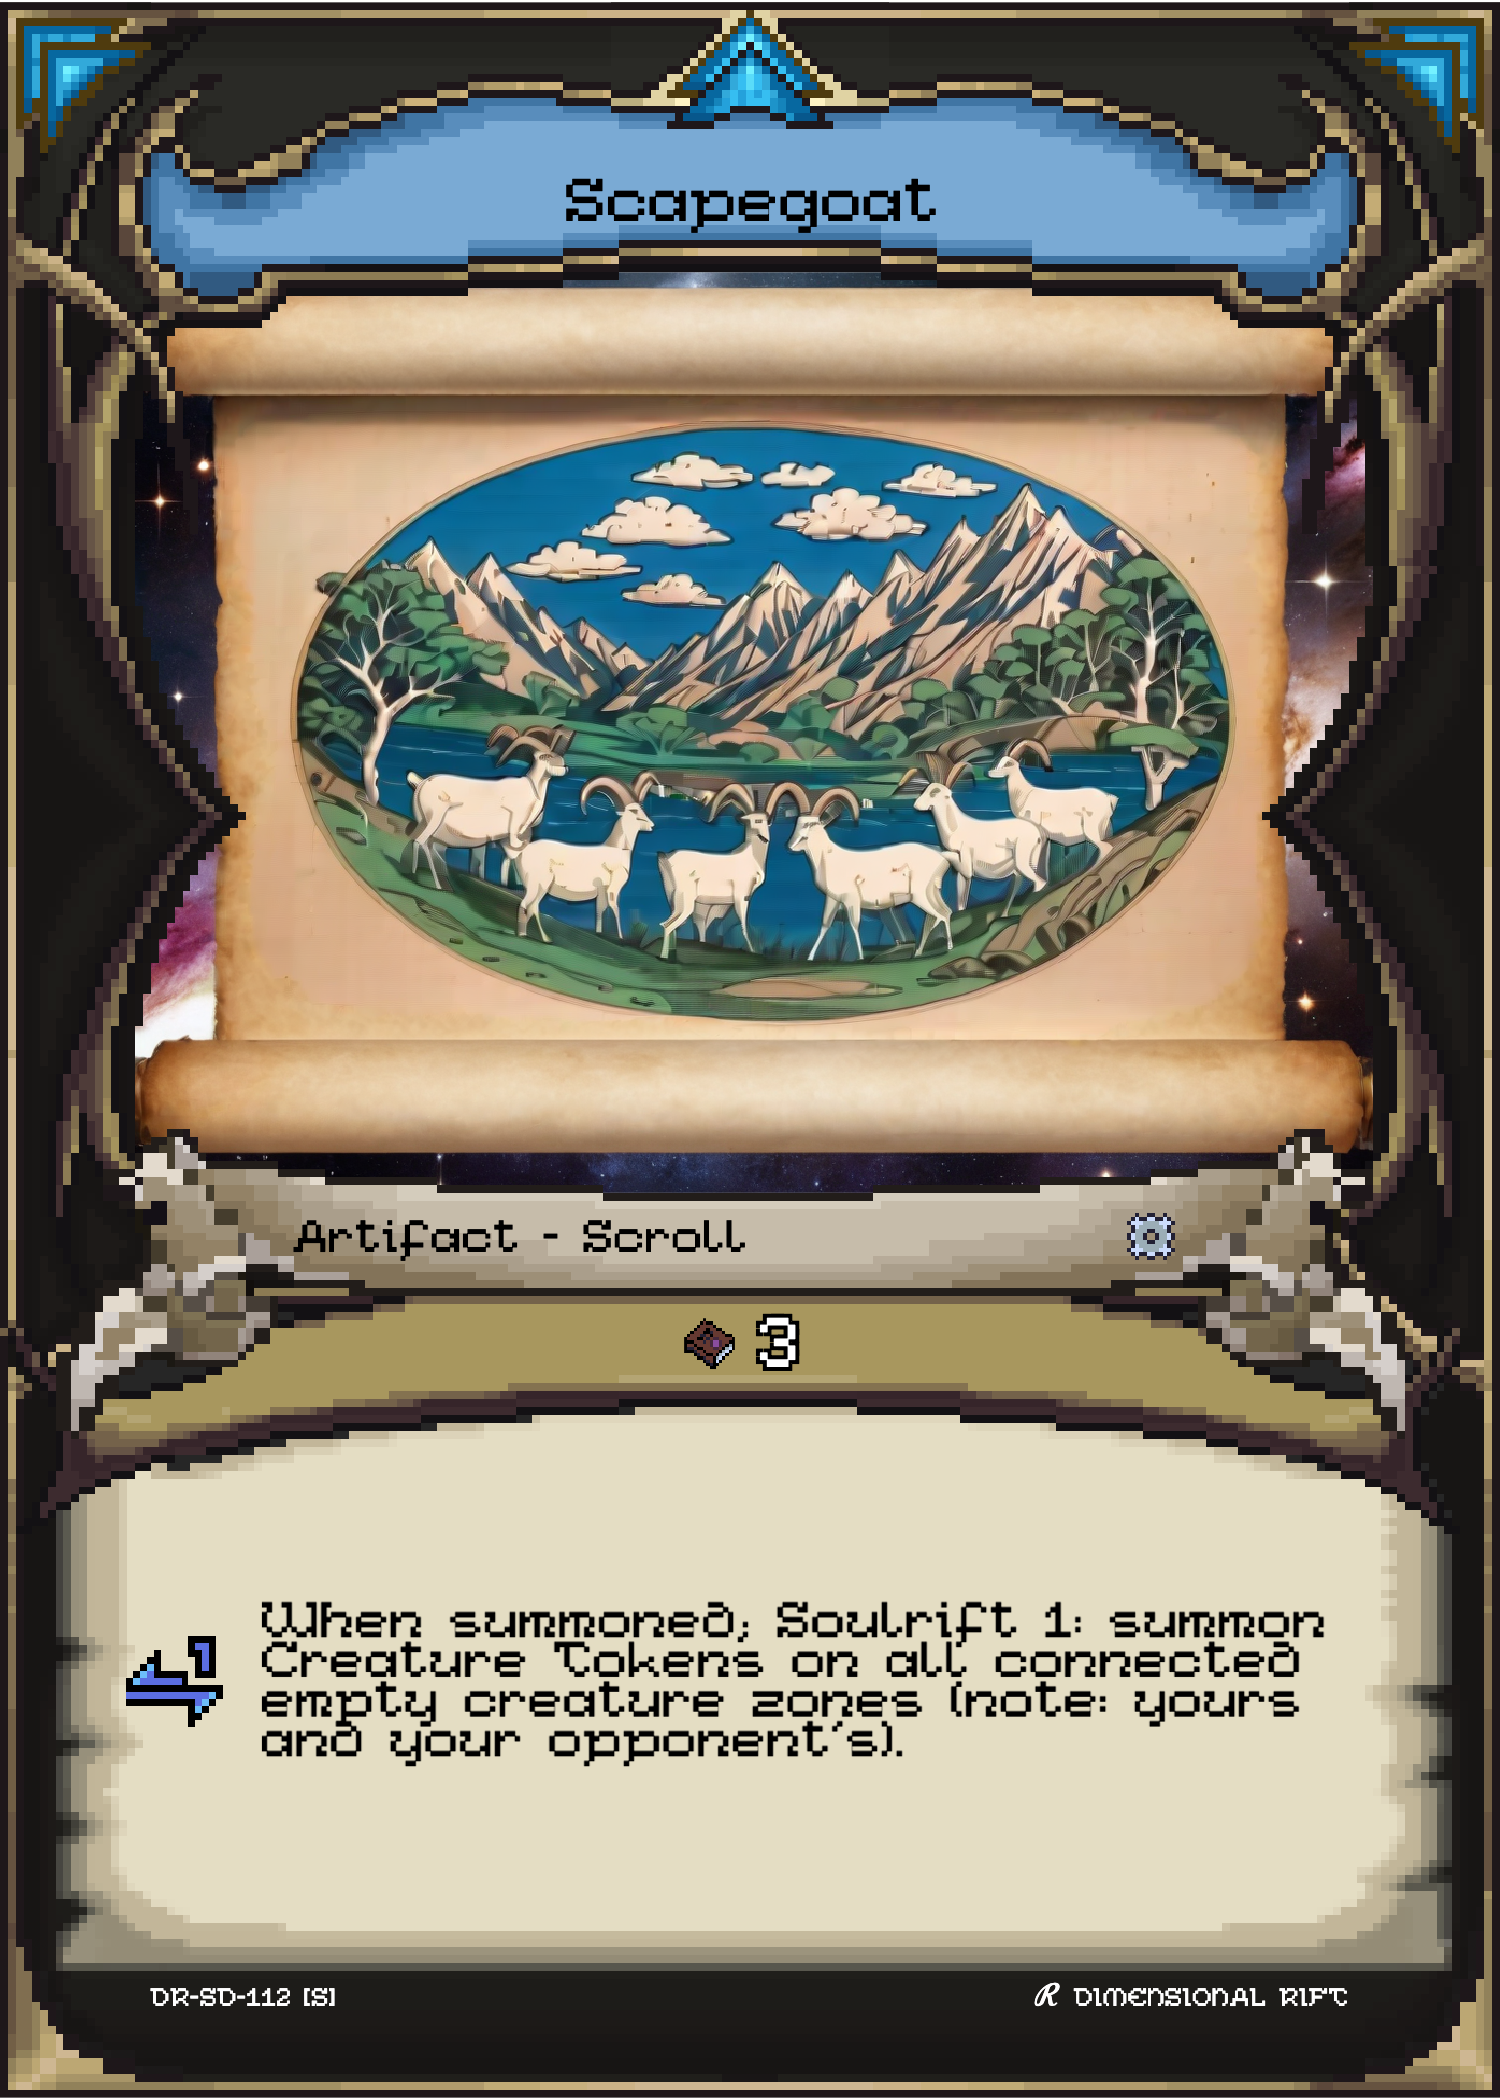 Scapegoat
Artifact - Scroll
3
1
When summoned; Soulrift 1: summon
Creature Tokens on all connected
empty creature zones (note: yours
and your opponent's).
DR-SD-112 [S]
R DIMENSIONAL RIFT